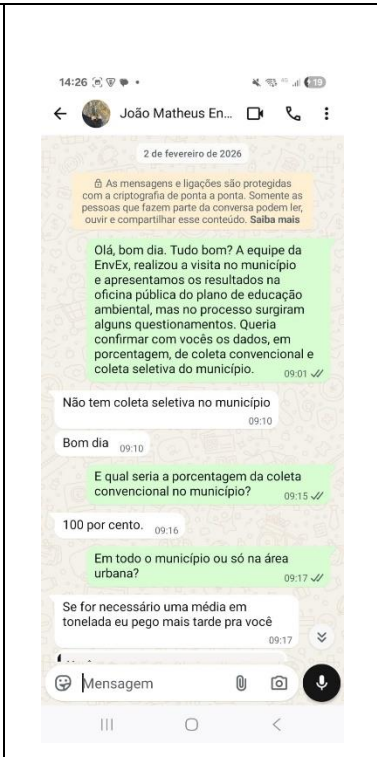 14:26
19
João Matheus En...
2 de fevereiro de 2026
As mensagens e ligações são protegidas
com a criptografia de ponta a ponta. Somente as
pessoas que fazem parte da conversa podem ler,
ouvir e compartilhar esse conteúdo. Saiba mais
Olá, bom dia. Tudo bom? A equipe da
EnvEx, realizou a visita no município
e apresentamos os resultados na
oficina pública do plano de educação
ambiental, mas no processo surgiram
alguns questionamentos. Queria
confirmar com vocês os dados, em
porcentagem, de coleta convencional e
coleta seletiva do município.
09:01
Não tem coleta seletiva no município
09:10
Bom dia 09:10
E qual seria a porcentagem da coleta
convencional no município?
09:15
100 por cento. 09:16
Em todo o município ou só na área
urbana?
09:17
Se for necessário uma média em
tonelada eu pego mais tarde pra você
09:17
Mensagem